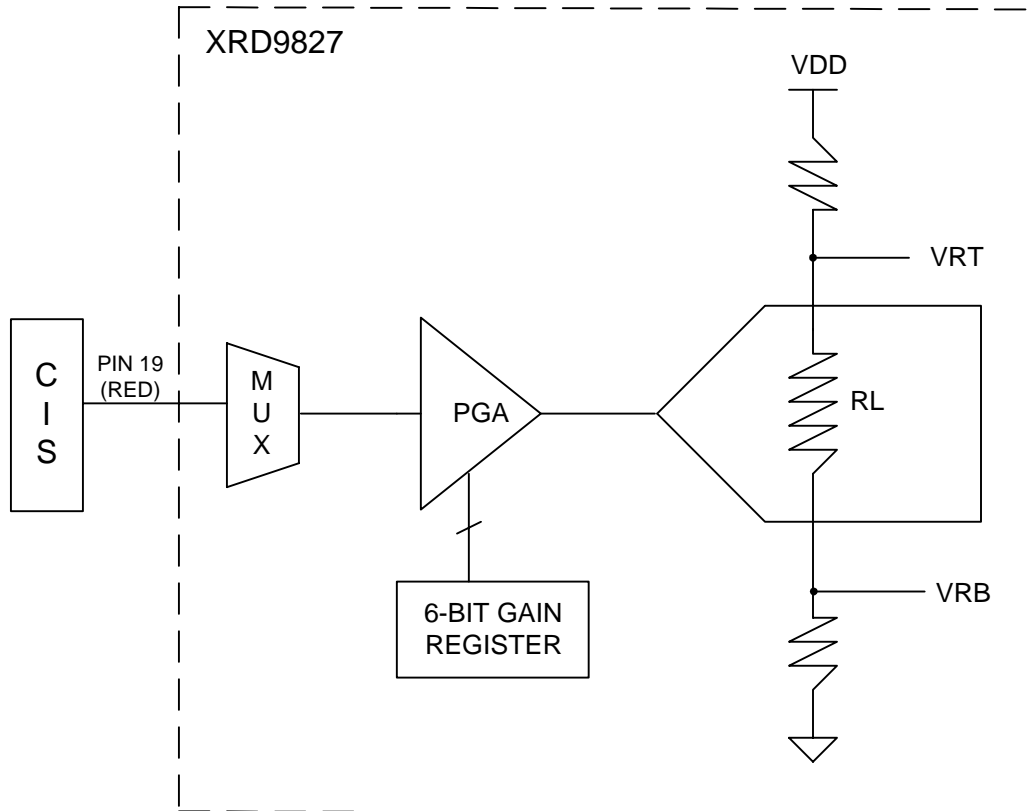 XRD9827
VDD
VRT
C
I
S
PIN 19
(RED)
M
U
X
PGA
RL
6-BIT GAIN
REGISTER
VRB